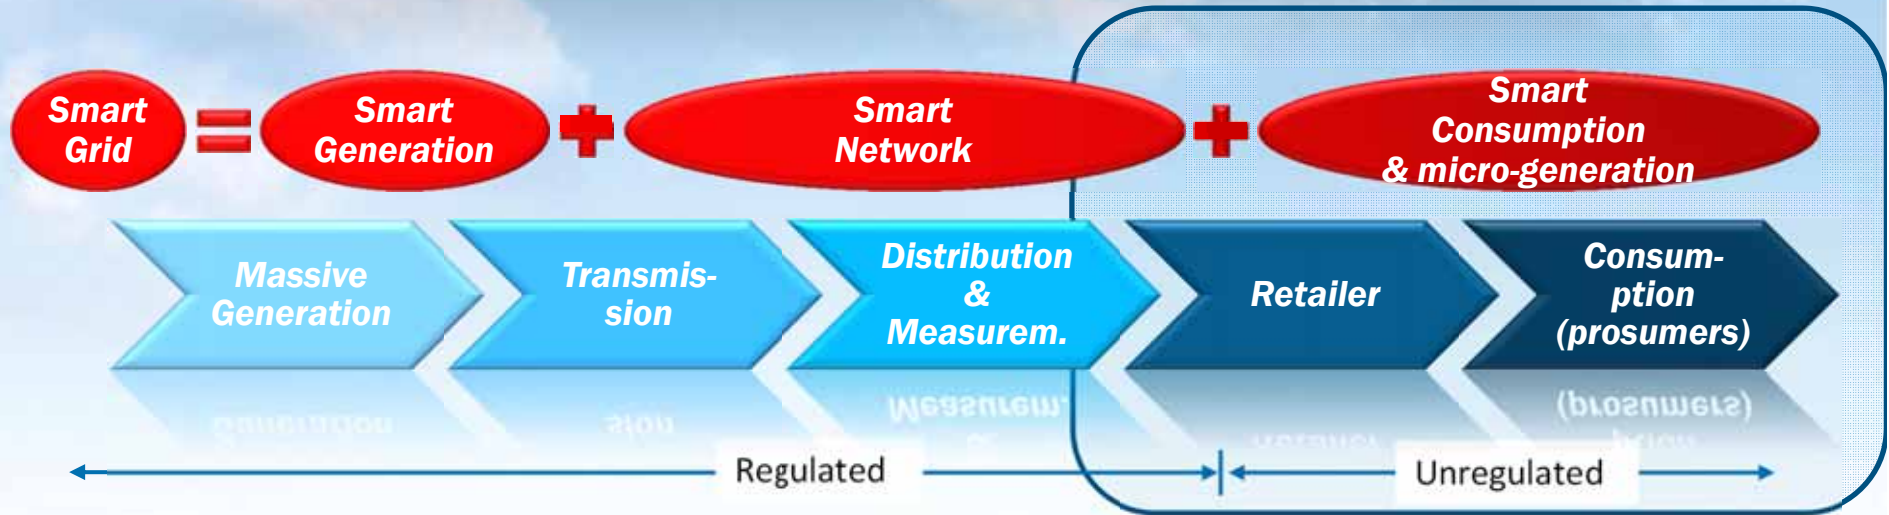 Smart
Grid
=
Smart
Generation
+
Smart
Network
+
Smart
Consumption
& micro-generation
Massive
Generation
Transmis-
sion
Distribution
&
Measurem.
Retailer
Consum-
ption
(prosumers)
Regulated
Unregulated